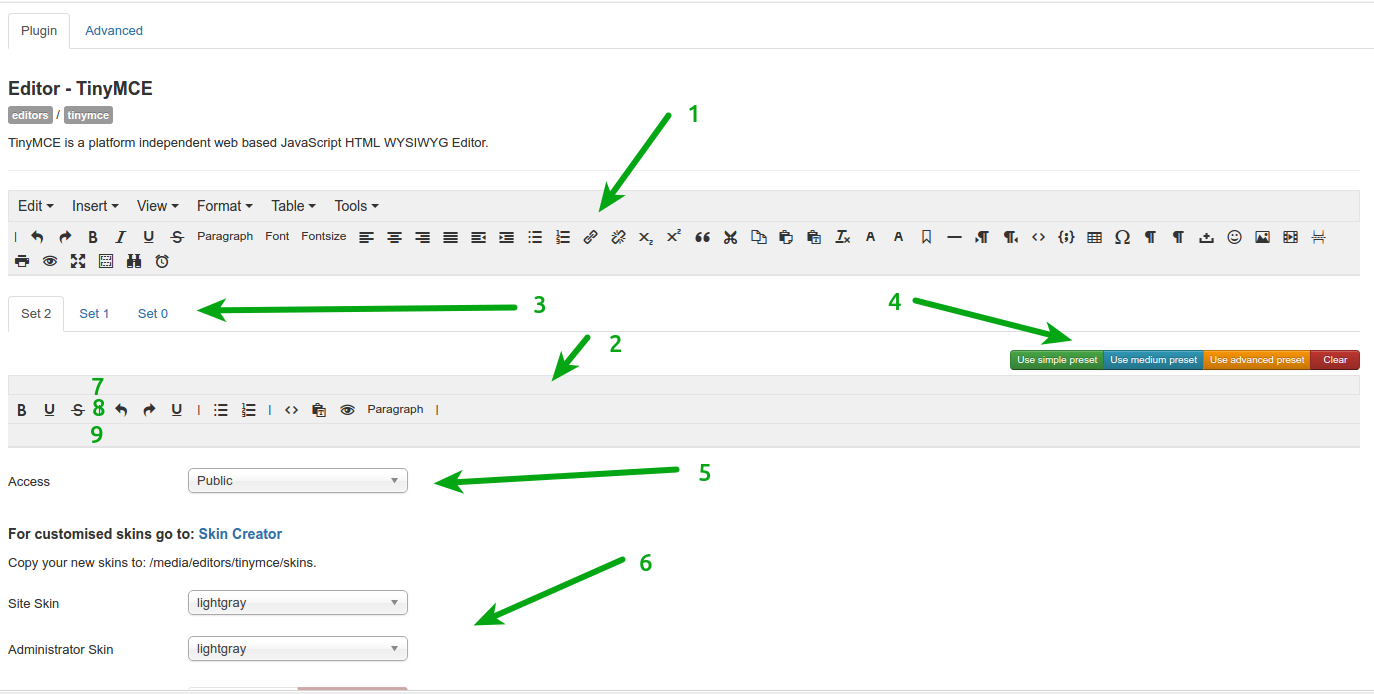 Plugin Advanced
Editor - TinyMCE
editors / tinymce
1
TinyMCE is a platform independent web based JavaScript HTML WYSIWYG Editor.
Edit Insert View Format Table Tools
| B I U S Paragraph Font Fontsize X2 X2 Tx A A <> {;} Ω ¶ ¶
Set 2 Set 1 Set 0
3
4
2
Use simple preset Use medium preset Use advanced preset Clear
7
B U S 8 U | | <> Paragraph |
9
Access Public
5
For customised skins go to: Skin Creator
Copy your new skins to: /media/editors/tinymce/skins.
6
Site Skin lightgray
Administrator Skin lightgray